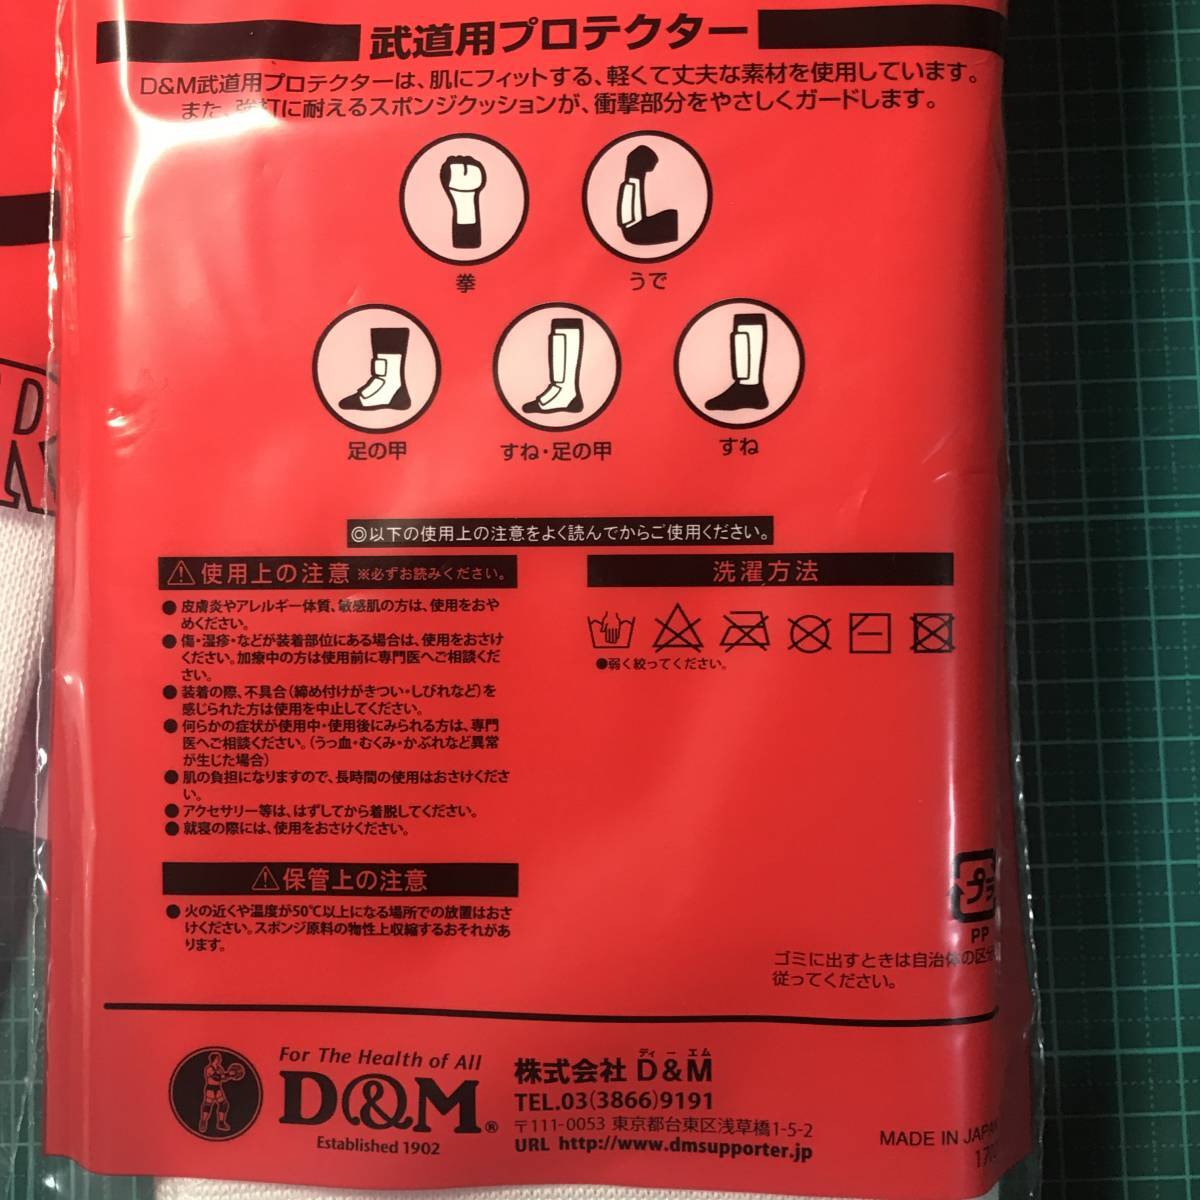 武道用プロテクター
D&M武道用プロテクターは、肌にフィットする、軽くて丈夫な素材を使用しています。
また、強打に耐えるスポンジクッションが、衝撃部分をやさしくガードします。
拳
うで
足の甲
すね・足の甲
すね
◎以下の使用上の注意をよく読んでからご使用ください。
使用上の注意 ※必ずお読みください。
●皮膚炎やアレルギー体質、敏感肌の方は、使用をおや
めください。
●傷・湿疹・などが装着部位にある場合は、使用をおさけ
ください。加療中の方は使用前に専門医へご相談くだ
さい。
●装着の際、不具合(締め付けがきつい・しびれなど)を
感じられた方は使用を中止してください。
●何らかの症状が使用中・使用後にみられる方は、専門
医へご相談ください。(うっ血・むくみ・かぶれなど異常
が生じた場合)
●肌の負担になりますので、長時間の使用はおさけくださ
い。
●アクセサリー等は、はずしてから着脱してください。
●就寝の際には、使用をおさけください。
保管上の注意
●火の近くや温度が50℃以上になる場所での放置はおさ
けください。スポンジ原料の物性上収縮するおそれがあ
ります。
洗濯方法
●弱く絞ってください。
プラ
PP
ゴミに出すときは自治体の区分
従ってください。
For The Health of All
D&M®
Established 1902
ディーエム
株式会社 D&M
TEL.03(3866)9191
〒111-0053 東京都台東区浅草橋1-5-2
URL http://www.dmsupporter.jp
MADE IN JAPAN